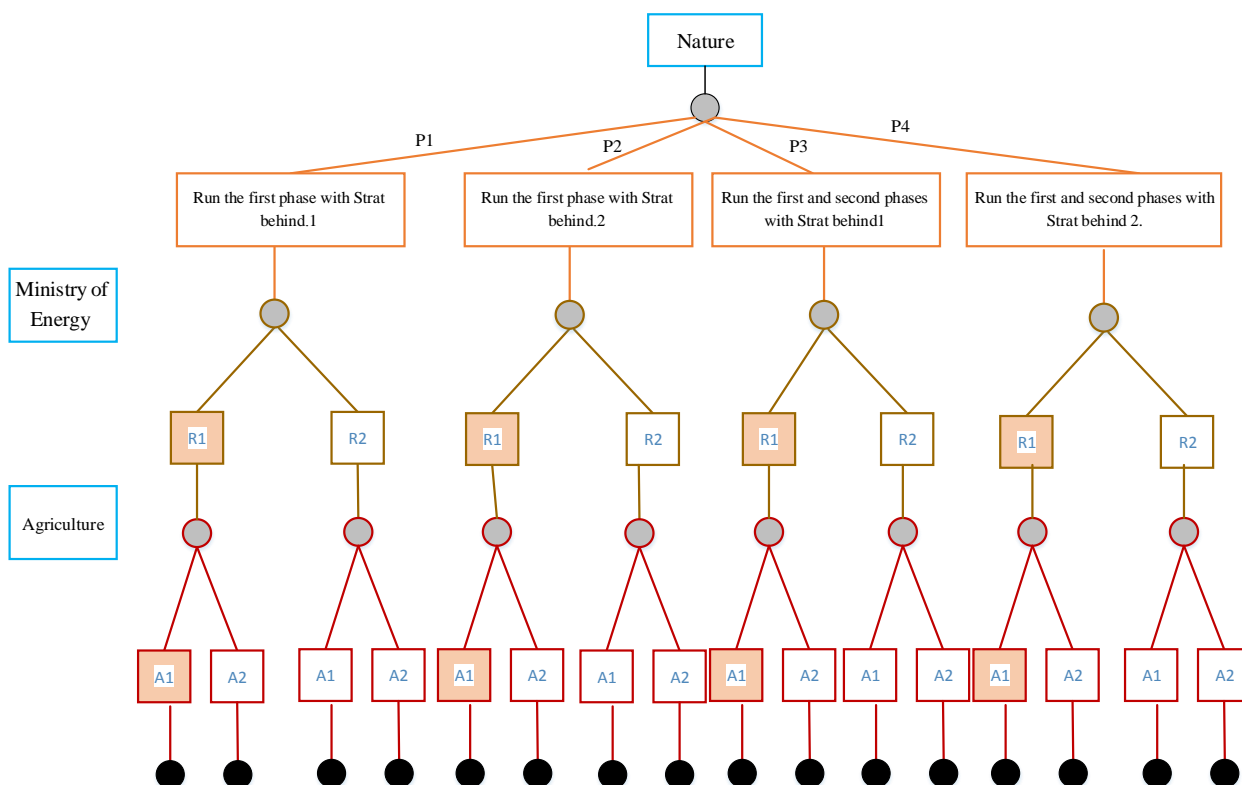 Nature
P1
P2
P3
P4
Run the first phase with Strat
behind.1
Run the first phase with Strat
behind.2
Run the first and second phases
with Strat behind1
Run the first and second phases with
Strat behind 2.
Ministry of
Energy
R1
R2
R1
R2
R1
R2
R1
R2
Agriculture
A1
A2
A1
A2
A1
A2
A1
A2
A1
A2
A1
A2
A1
A2
A1
A2